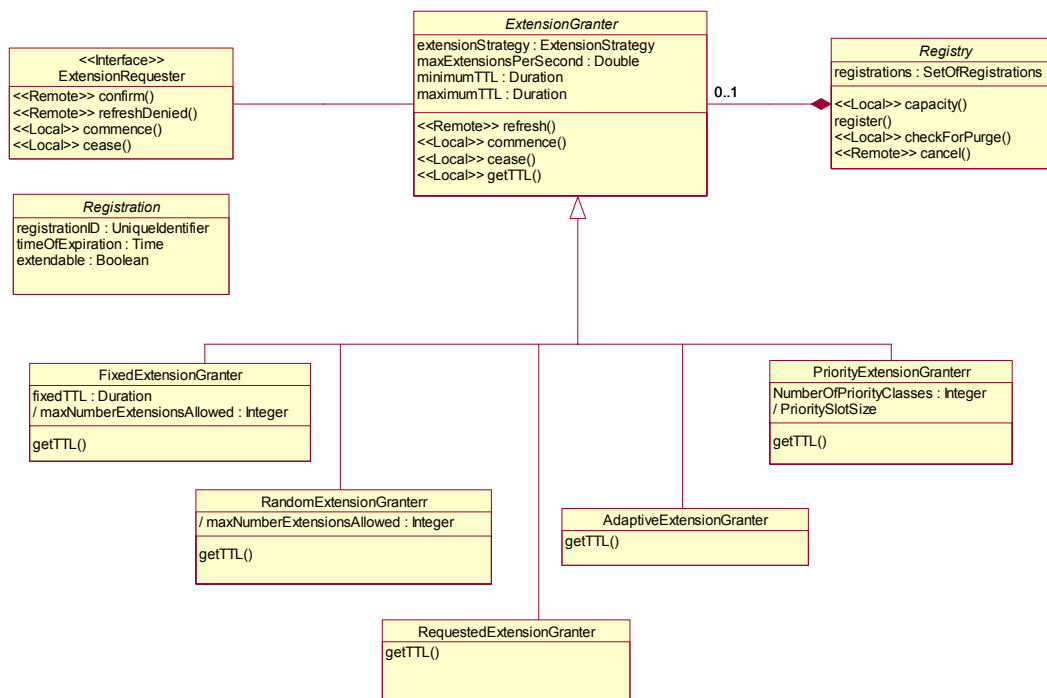 <<Interface>>
ExtensionRequester
<<Remote>> confirm()
<<Remote>> refreshDenied()
<<Local>> commence()
<<Local>> cease()
ExtensionGranter
extensionStrategy : ExtensionStrategy
maxExtensionsPerSecond : Double
minimumTTL : Duration
maximumTTL : Duration
<<Remote>> refresh()
<<Local>> commence()
<<Local>> cease()
<<Local>> getTTL()
0..1
Registry
registrations : SetOfRegistrations
<<Local>> capacity()
register()
<<Local>> checkForPurge()
<<Remote>> cancel()
Registration
registrationID : UniqueIdentifier
timeOfExpiration : Time
extendable : Boolean
FixedExtensionGranter
fixedTTL : Duration
/ maxNumberExtensionsAllowed : Integer
getTTL()
PriorityExtensionGranterr
NumberOfPriorityClasses : Integer
/ PrioritySlotSize
getTTL()
RandomExtensionGranterr
/ maxNumberExtensionsAllowed : Integer
getTTL()
AdaptiveExtensionGranter
getTTL()
RequestedExtensionGranter
getTTL()